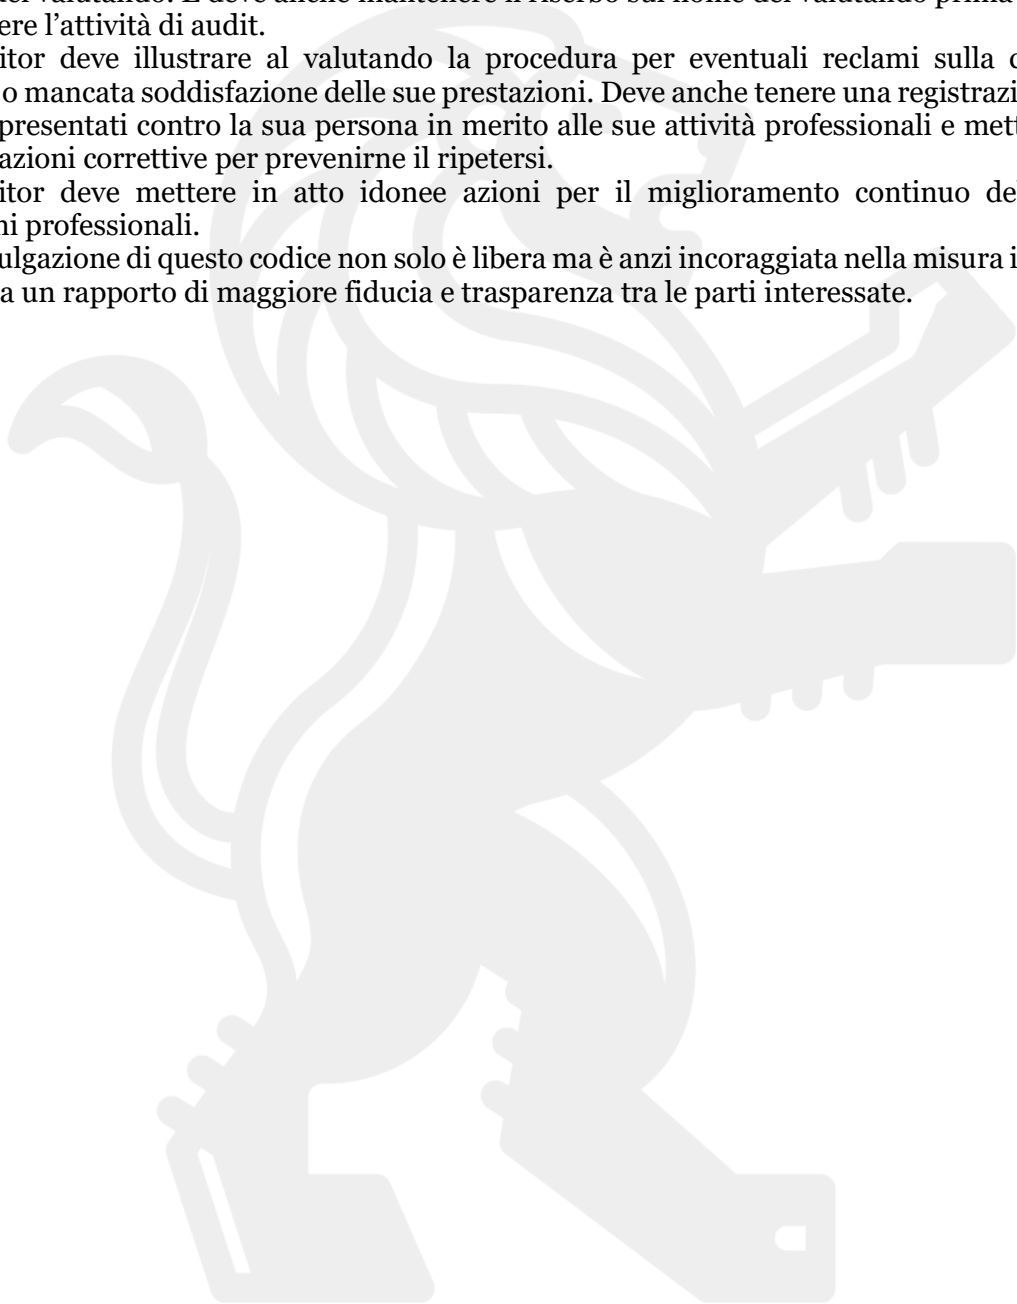 del valutando. E deve anche mantenere il riserbo sul nome del valutando prima
ere l’attività di audit.
itor deve illustrare al valutando la procedura per eventuali reclami sulla
o mancata soddisfazione delle sue prestazioni. Deve anche tenere una registrazi
presentati contro la sua persona in merito alle sue attività professionali e mett
azioni correttive per prevenirne il ripetersi.
itor deve mettere in atto idonee azioni per il miglioramento continuo del
ni professionali.
ulgazione di questo codice non solo è libera ma è anzi incoraggiata nella misura i
a un rapporto di maggiore fiducia e trasparenza tra le parti interessate.